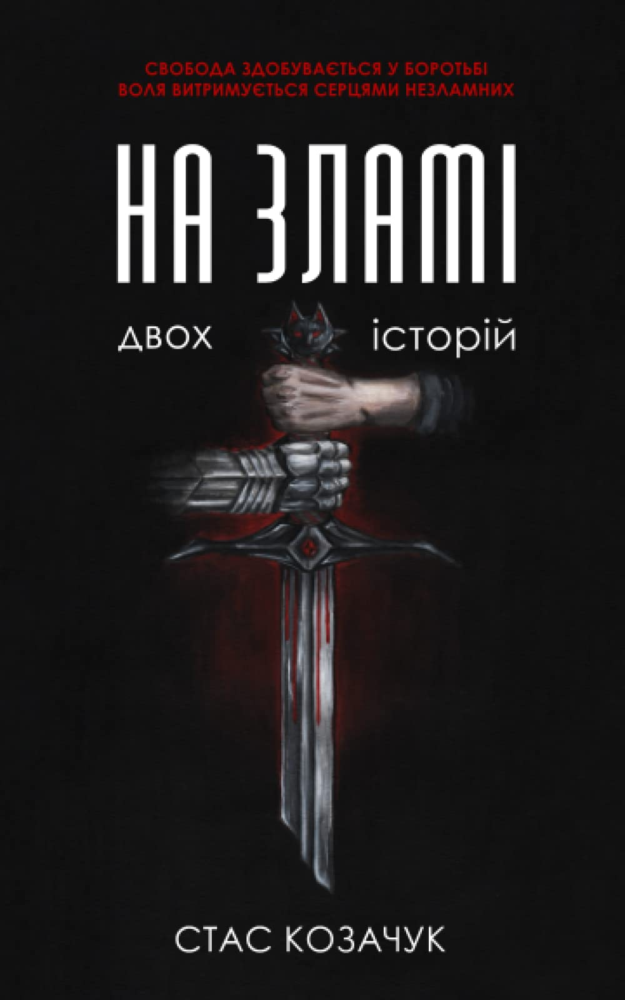 СВОБОДА ЗДОБУВАЄТЬСЯ У БОРОТЬБІ
ВОЛЯ ВИТРИМУЄТЬСЯ СЕРЦЯМИ НЕЗЛАМНИХ
НА ЗЛАМІ
двох історій
СТАС КОЗАЧУК